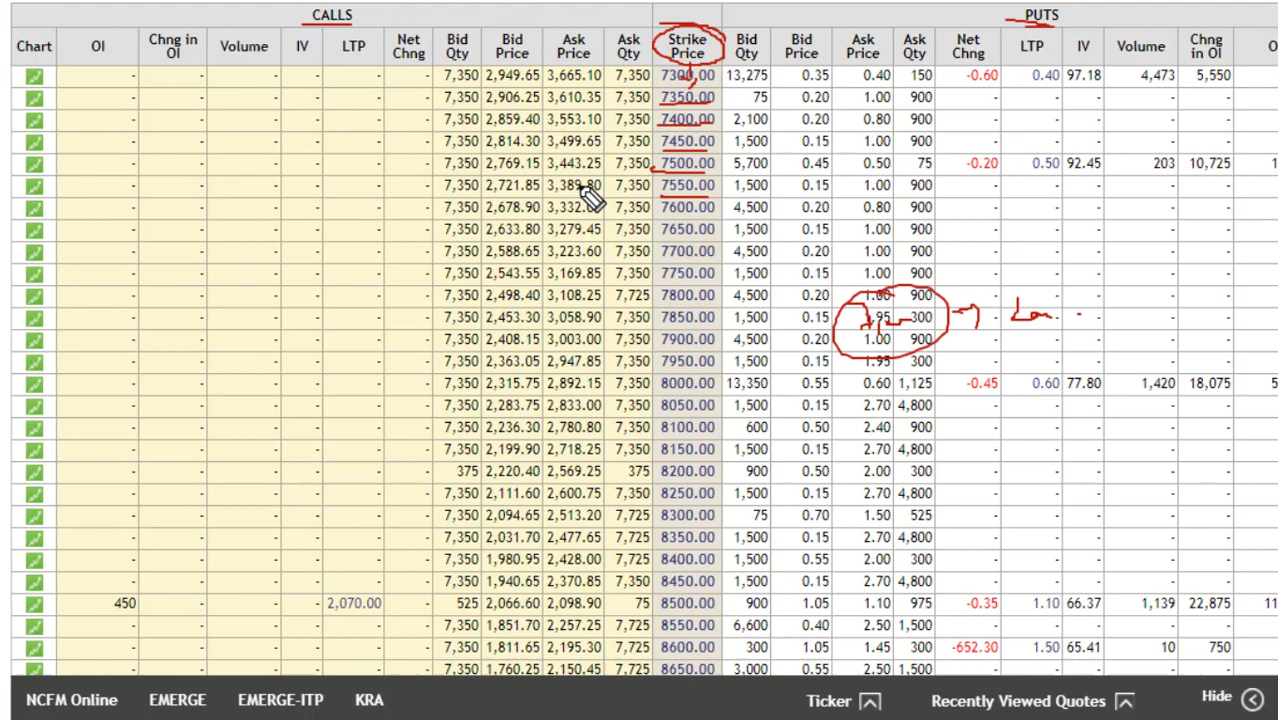 CALLS PUTS
Chart OI Chng in OI Volume IV LTP Net Chng Bid Qty Bid Price Ask Price Ask Qty Strike Price Bid Qty Bid Price Ask Price Ask Qty Net Chng LTP IV Volume Chng in OI O
- - - - - - 7,350 2,949.65 3,665.10 7,350 7300.00 13,275 0.35 0.40 150 -0.60 0.40 97.18 4,473 5,550
- - - - - - 7,350 2,906.25 3,610.35 7,350 7350.00 75 0.20 1.00 900 - - - - -
- - - - - - 7,350 2,859.40 3,553.10 7,350 7400.00 2,100 0.20 0.80 900 - - - - -
- - - - - - 7,350 2,814.30 3,499.65 7,350 7450.00 1,500 0.15 1.00 900 - - - - -
- - - - - - 7,350 2,769.15 3,443.25 7,350 7500.00 5,700 0.45 0.50 75 -0.20 0.50 92.45 203 10,725 1
- - - - - - 7,350 2,721.85 3,389.80 7,350 7550.00 1,500 0.15 1.00 900 - - - - -
- - - - - - 7,350 2,678.90 7,350 7600.00 4,500 0.20 0.80 900 - - - - -
- - - - - - 7,350 2,633.80 3,279.45 7,350 7650.00 1,500 0.15 1.00 900 - - - - -
- - - - - - 7,350 2,588.65 3,223.60 7,350 7700.00 4,500 0.20 1.00 900 - - - - -
- - - - - - 7,350 2,543.55 3,169.85 7,350 7750.00 1,500 0.15 1.00 900 - - - - -
- - - - - - 7,350 2,498.40 3,108.25 7,725 7800.00 4,500 0.20 1.00 900 - - - - -
- - - - - - 7,350 2,453.30 3,058.90 7,350 7850.00 1,500 0.15 300 - - - - -
- - - - - - 7,350 2,408.15 3,003.00 7,350 7900.00 4,500 0.20 1.00 900 - - - - -
- - - - - - 7,350 2,363.05 2,947.85 7,350 7950.00 1,500 0.15 1.95 300 - - - - -
- - - - - - 7,350 2,315.75 2,892.15 7,350 8000.00 13,350 0.55 0.60 1,125 -0.45 0.60 77.80 1,420 18,075 5
- - - - - - 7,350 2,283.75 2,833.00 7,350 8050.00 1,500 0.15 2.70 4,800 - - - - -
- - - - - - 7,350 2,236.30 2,780.80 7,350 8100.00 600 0.50 2.40 900 - - - - -
- - - - - - 7,350 2,199.90 2,718.25 7,350 8150.00 1,500 0.15 2.70 4,800 - - - - -
- - - - - - 375 2,220.40 2,569.25 375 8200.00 900 0.50 2.00 300 - - - - -
- - - - - - 7,350 2,111.60 2,600.75 7,350 8250.00 1,500 0.15 2.70 4,800 - - - - -
- - - - - - 7,350 2,094.65 2,513.20 7,725 8300.00 75 0.70 1.50 525 - - - - -
- - - - - - 7,350 2,031.70 2,477.65 7,725 8350.00 1,500 0.15 2.70 4,800 - - - - -
- - - - - - 7,350 1,980.95 2,428.00 7,725 8400.00 1,500 0.55 2.00 300 - - - - -
- - - - - - 7,350 1,940.65 2,370.85 7,350 8450.00 1,500 0.15 2.70 4,800 - - - - -
450 - - - 2,070.00 - 525 2,066.60 2,098.90 75 8500.00 900 1.05 1.10 975 -0.35 1.10 66.37 1,139 22,875 11
- - - - - - 7,350 1,851.70 2,257.25 7,725 8550.00 6,600 0.40 2.50 1,500 - - - - -
- - - - - - 7,350 1,811.65 2,195.30 7,725 8600.00 300 1.05 1.45 300 -652.30 1.50 65.41 10 750
- - - - - - 7,350 1,760.25 2,150.45 7,725 8650.00 3,000 0.55 2.50 1,500 - - - - -
NCFM Online EMERGE EMERGE-ITP KRA Ticker Recently Viewed Quotes Hide